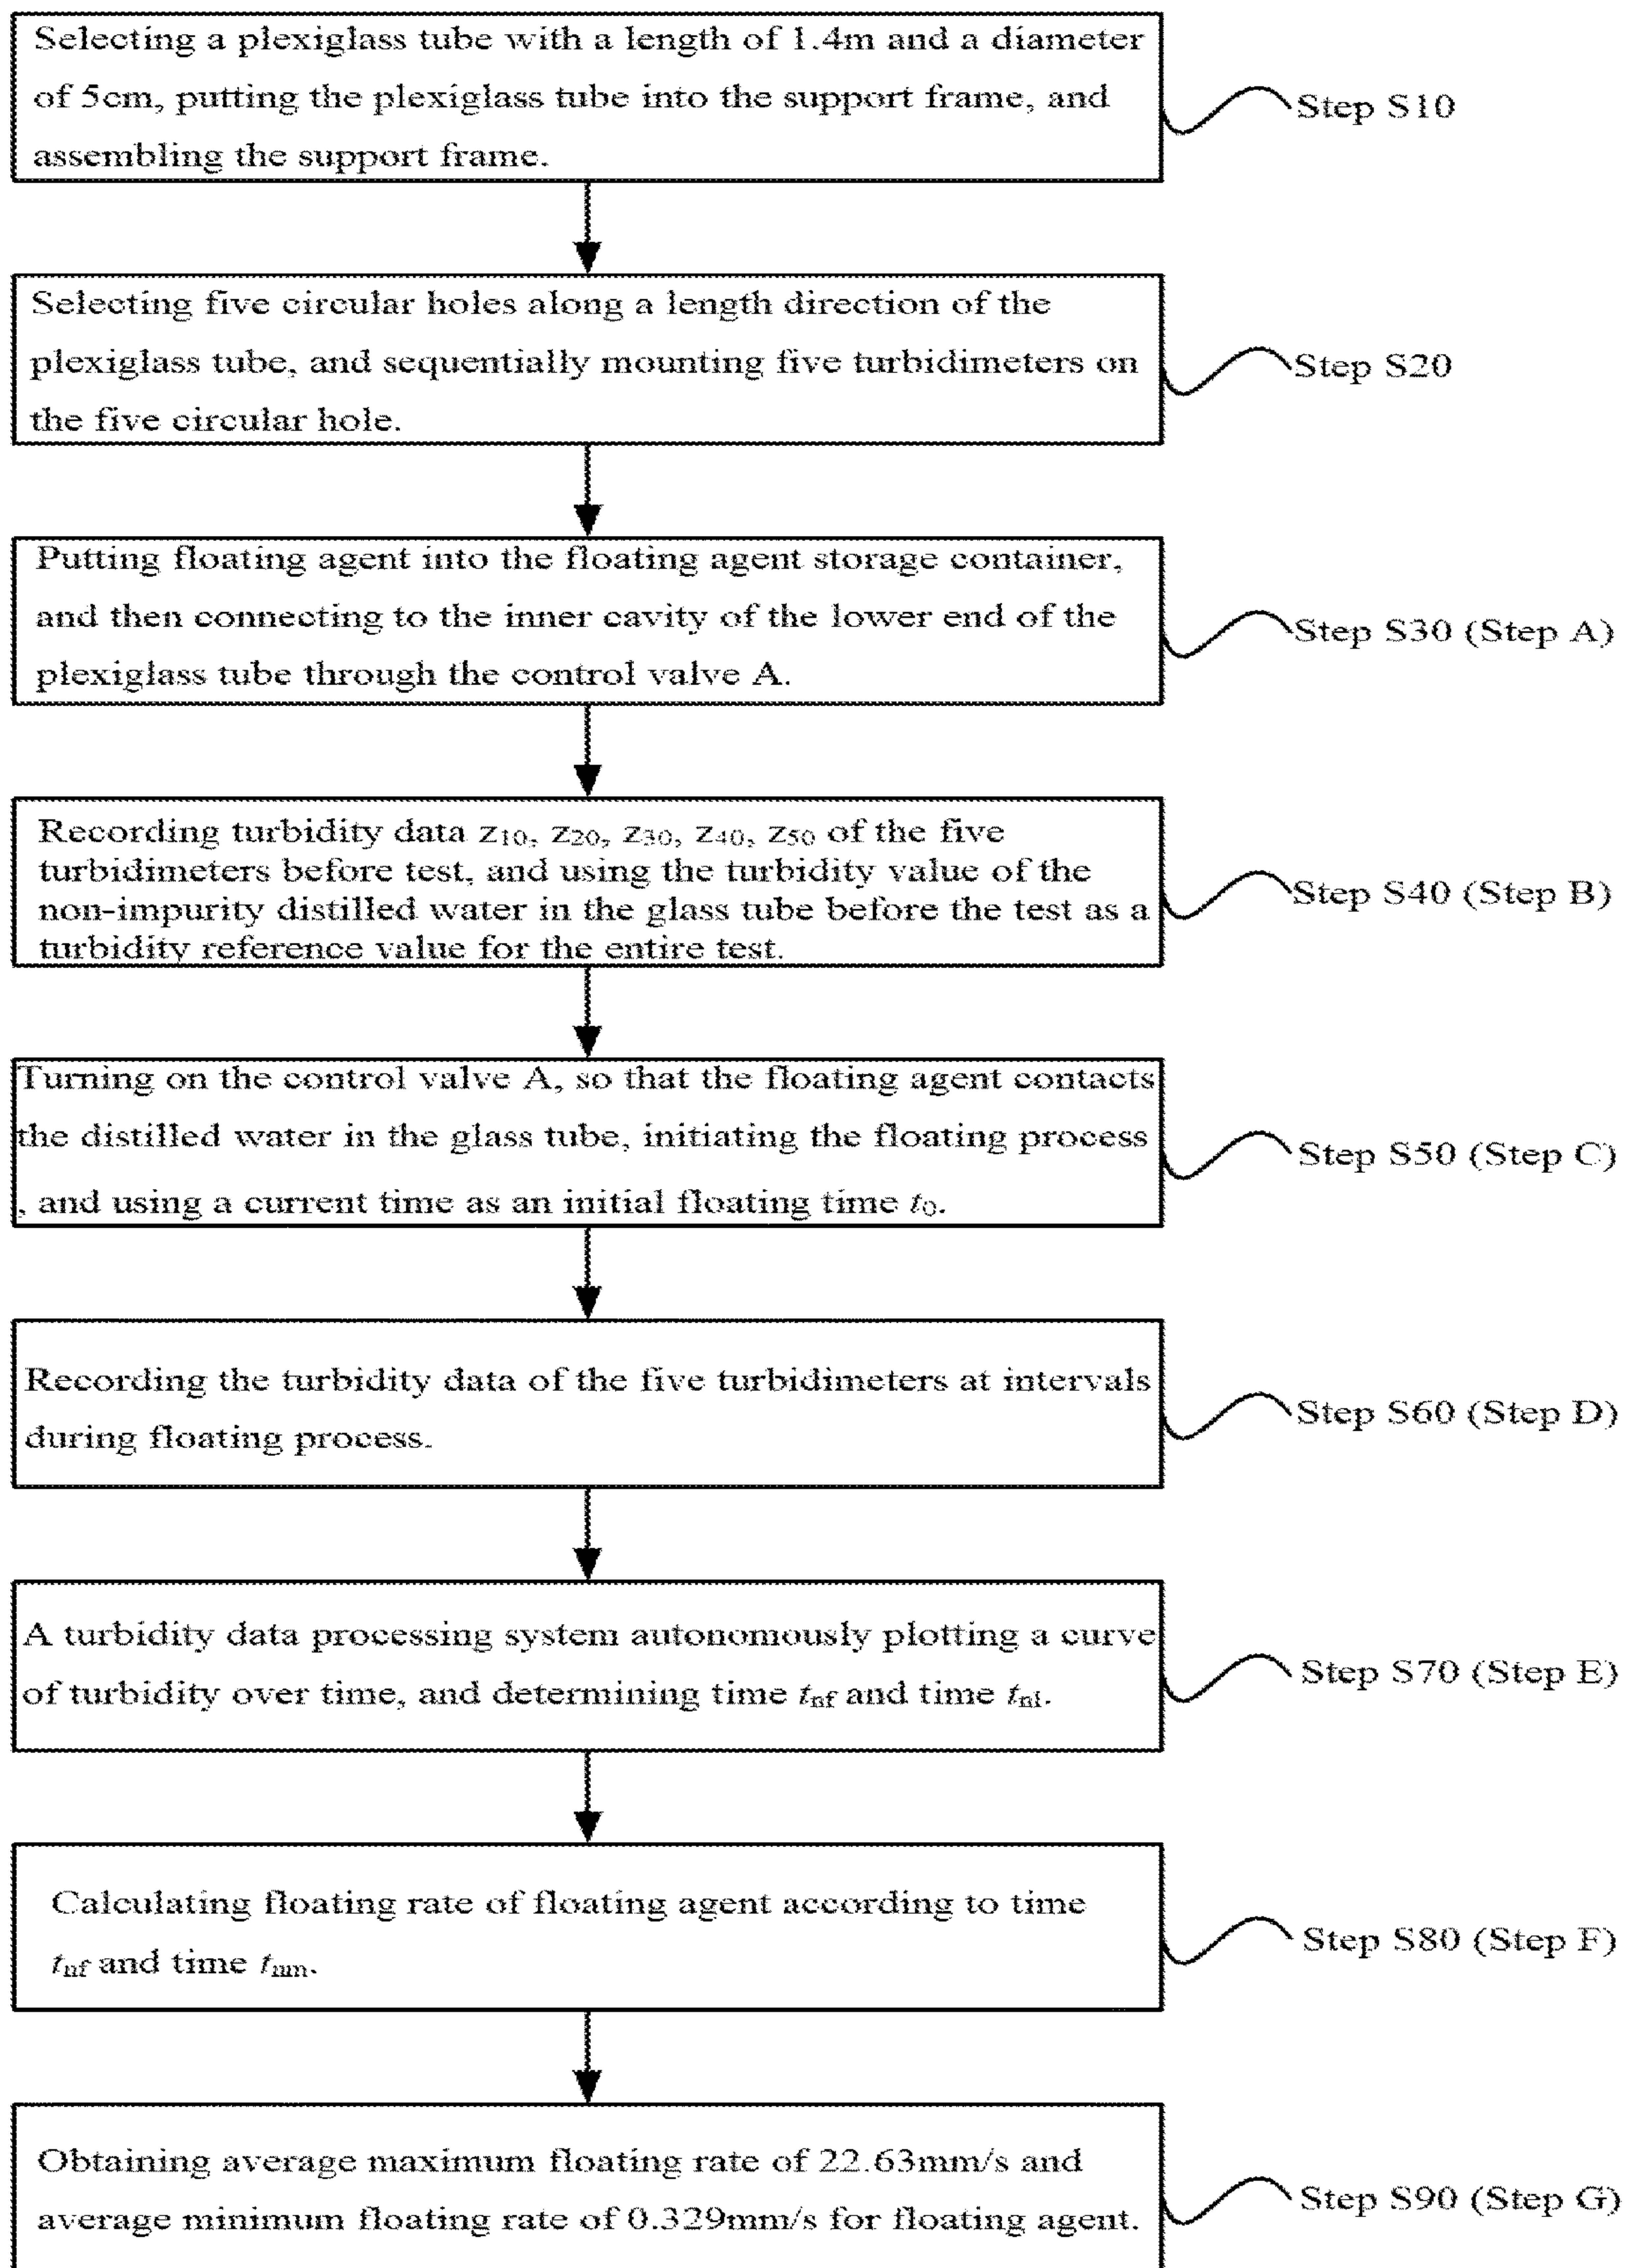 Selecting a plexiglass tube with a length of 1.4m and a diameter
of 5cm, putting the plexiglass tube into the support frame, and
assembling the support frame.
Step S10
Selecting five circular holes along a length direction of the
plexiglass tube, and sequentially mounting five turbidimeters on
the five circular hole.
Step S20
Putting floating agent into the floating agent storage container,
and then connecting to the inner cavity of the lower end of the
plexiglass tube through the control valve A.
Step S30 (Step A)
Recording turbidity data z₁₀, z₂₀, z₃₀, z₄₀, z₅₀ of the five
turbidimeters before test, and using the turbidity value of the
non-impurity distilled water in the glass tube before the test as a
turbidity reference value for the entire test.
Step S40 (Step B)
Turning on the control valve A, so that the floating agent contacts
the distilled water in the glass tube, initiating the floating process
, and using a current time as an initial floating time t₀.
Step S50 (Step C)
Recording the turbidity data of the five turbidimeters at intervals
during floating process.
Step S60 (Step D)
A turbidity data processing system autonomously plotting a curve
of turbidity over time, and determining time tnf and time tnl.
Step S70 (Step E)
Calculating floating rate of floating agent according to time
tnf and time tnm.
Step S80 (Step F)
Obtaining average maximum floating rate of 22.63mm/s and
average minimum floating rate of 0.329mm/s for floating agent.
Step S90 (Step G)